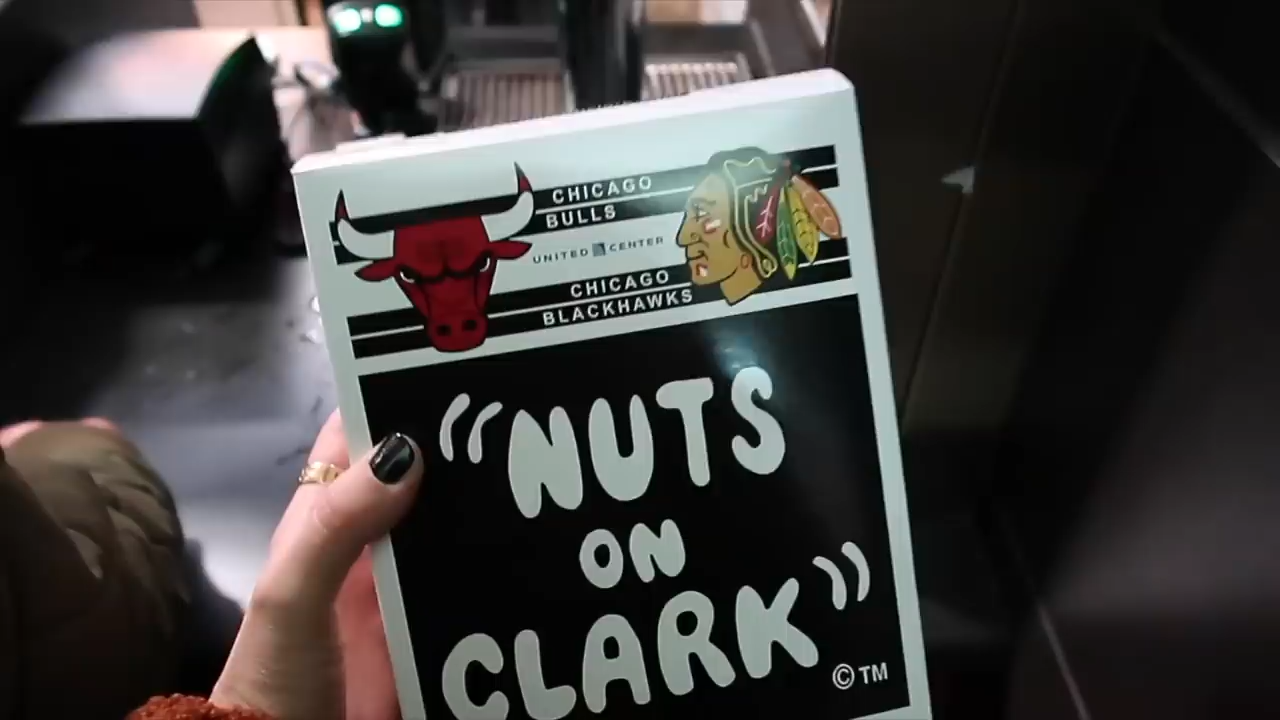 CHICAGO
BULLS
UNITED CENTER
CHICAGO
BLACKHAWKS
"NUTS
ON
CLARK"
© TM